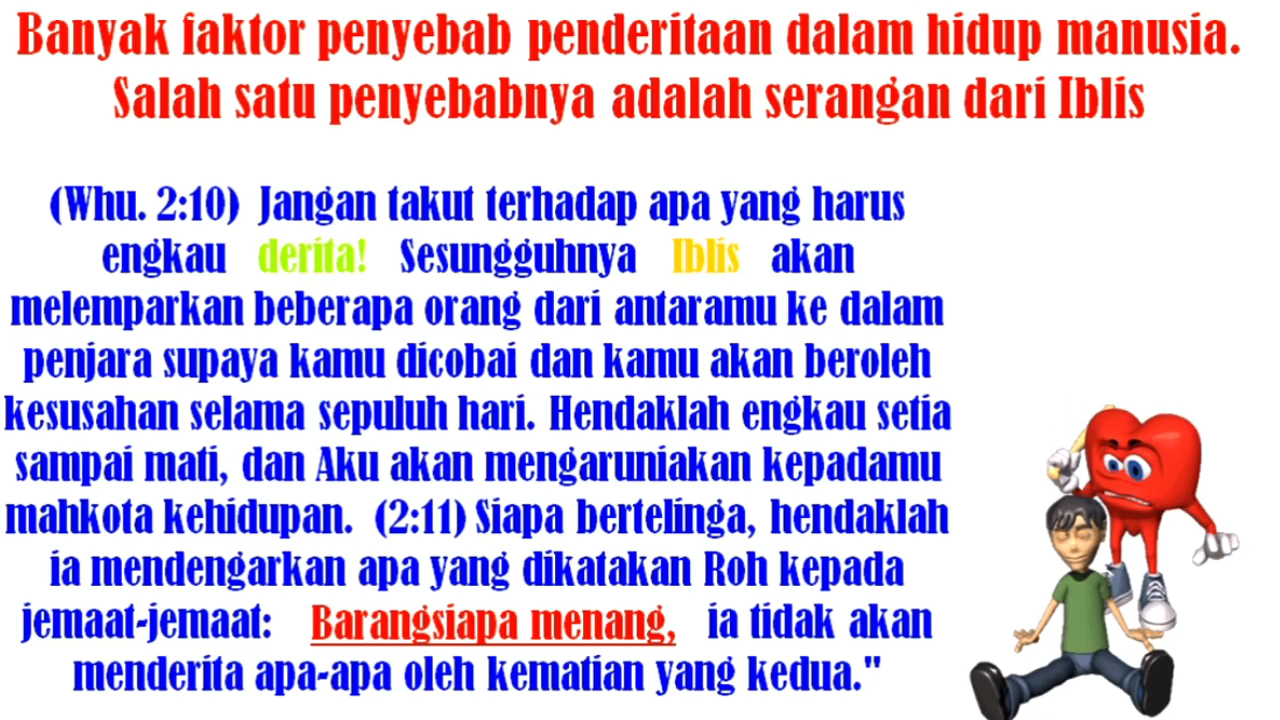 Banyak faktor penyebab penderitaan dalam hidup manusia.
Salah satu penyebabnya adalah serangan dari Iblis
(Whu. 2:10) Jangan takut terhadap apa yang harus
engkau derita! Sesungguhnya Iblis akan
melemparkan beberapa orang dari antaramu ke dalam
penjara supaya kamu dicobai dan kamu akan beroleh
kesusahan selama sepuluh hari. Hendaklah engkau setia
sampai mati, dan Aku akan mengaruniakan kepadamu
mahkota kehidupan. (2:11) Siapa bertelinga, hendaklah
ia mendengarkan apa yang dikatakan Roh kepada
jemaat-jemaat: Barangsiapa menang, ia tidak akan
menderita apa-apa oleh kematian yang kedua."